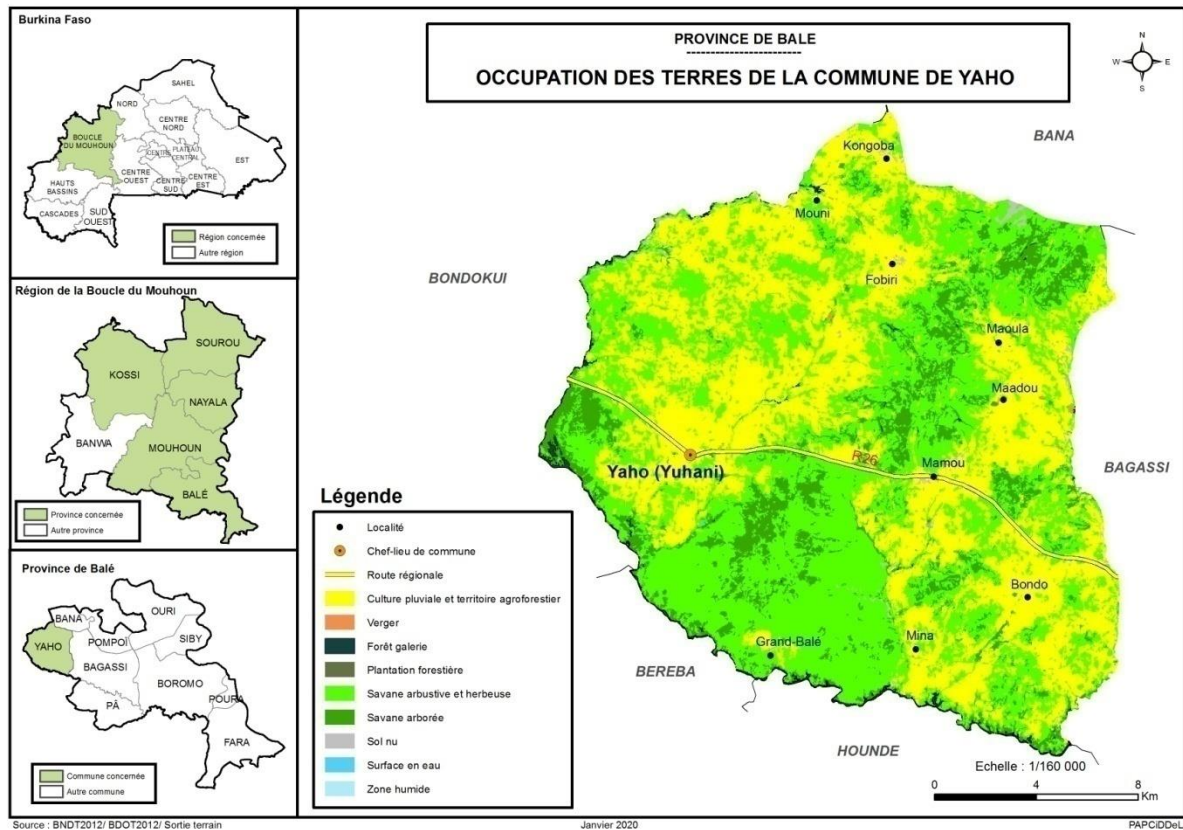 Burkina Faso
SAHEL
NORD
CENTRE
NORD
BOUCLE
DU MOUHOUN
CENTRE
PLATEAU
CENTRAL
EST
CENTRE
OUEST
CENTRE
SUD
CENTRE
EST
HAUTS
BASSINS
CASCADES
SUD
OUEST
Région concernée
Autre région
Région de la Boucle du Mouhoun
SOUROU
KOSSI
NAYALA
BANWA
MOUHOUN
BALÉ
Province concernée
Autre province
Province de Balé
OURI
BANA
POMPOÏ
SIBY
YAHO
BAGASSI
BOROMO
POURA
PÂ
FARA
Commune concernée
Autre commune
PROVINCE DE BALE
------------------------
OCCUPATION DES TERRES DE LA COMMUNE DE YAHO
N
W E
S
BANA
Kongoba
Mouni
Fobiri
BONDOKUI
Maoula
Maadou
R26
Yaho (Yuhani)
Mamou
BAGASSI
Bondo
Grand-Balé
Mina
BEREBA
HOUNDE
Légende
Localité
Chef-lieu de commune
Route régionale
Culture pluviale et territoire agroforestier
Verger
Forêt galerie
Plantation forestière
Savane arbustive et herbeuse
Savane arborée
Sol nu
Surface en eau
Zone humide
Echelle : 1/160 000
0 4 8
Km
Source : BNDT2012/ BDOT2012/ Sortie terrain
Janvier 2020
PAPCiDDeL